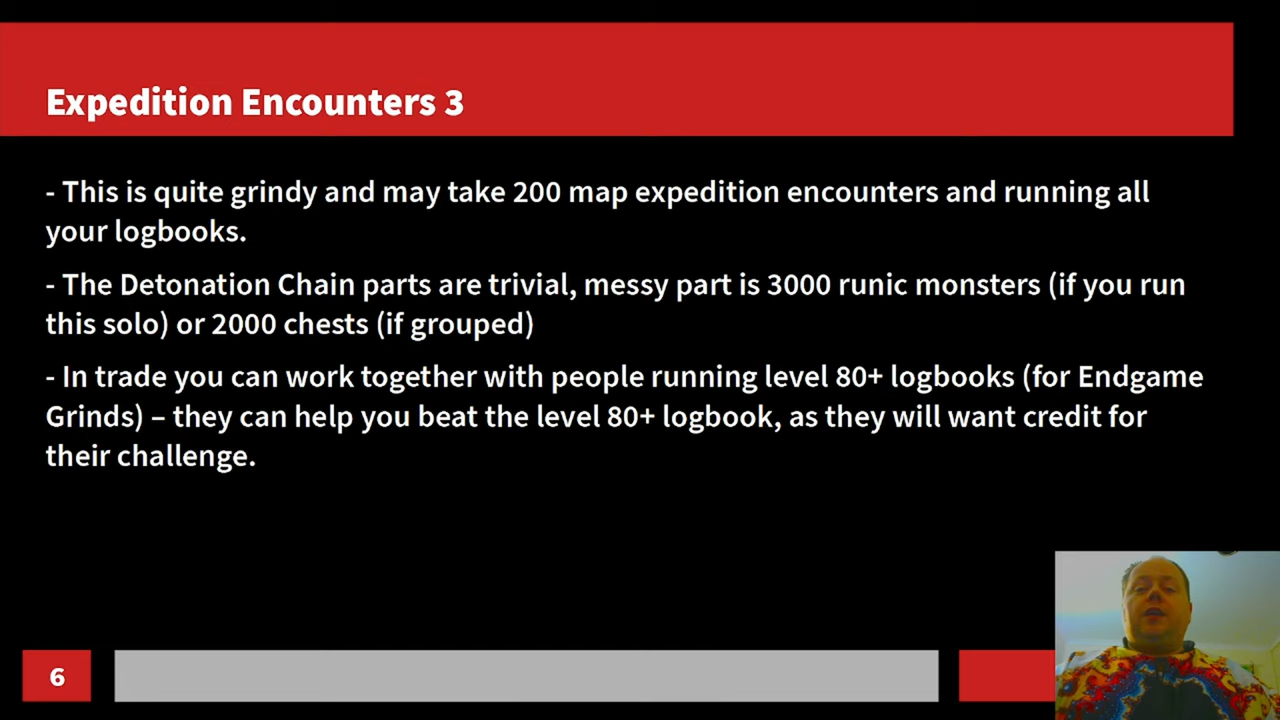 Expedition Encounters 3
- This is quite grindy and may take 200 map expedition encounters and running all
your logbooks.
- The Detonation Chain parts are trivial, messy part is 3000 runic monsters (if you run
this solo) or 2000 chests (if grouped)
- In trade you can work together with people running level 80+ logbooks (for Endgame
Grinds) – they can help you beat the level 80+ logbook, as they will want credit for
their challenge.
6